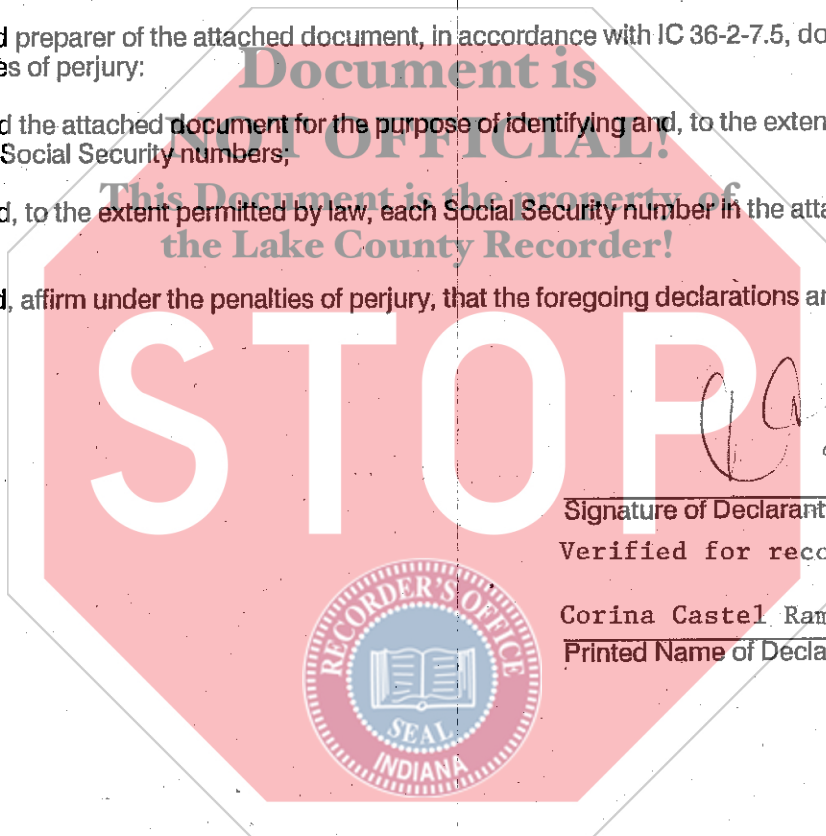 d preparer of the attached document, in accordance with IC 36-2-7.5, do
es of perjury:
Document is
d the attached document for the purpose of identifying and, to the exten
NOT OFFICIAL!
Social Security numbers;
This Document is the property of
d, to the extent permitted by law, each Social Security number in the atta
the Lake County Recorder!
d, affirm under the penalties of perjury, that the foregoing declarations ar
STOP
Signature of Declarant
Verified for reco
Corina Castel Ram
Printed Name of Decla
RECORDER'S OFFICE
SEAL
INDIANA